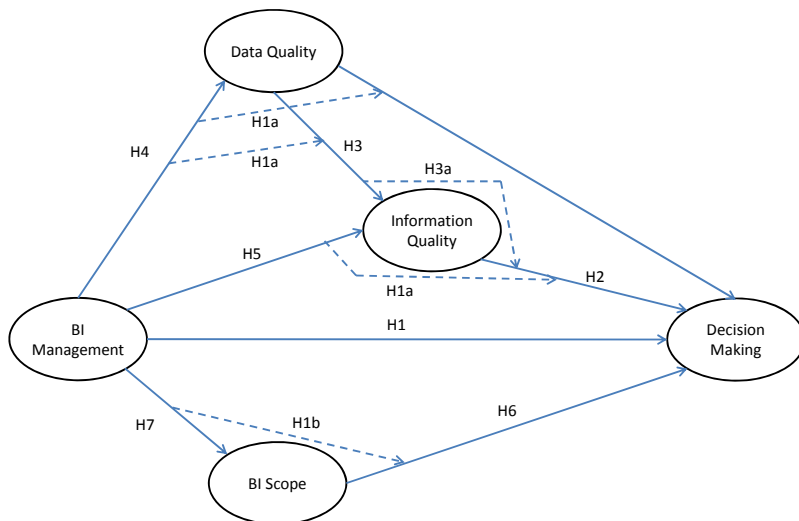 Data Quality
H1a
H4
H1a
H3
H3a
Information
Quality
H5
H1a
H2
BI
Management
H1
Decision
Making
H7
H1b
H6
BI Scope